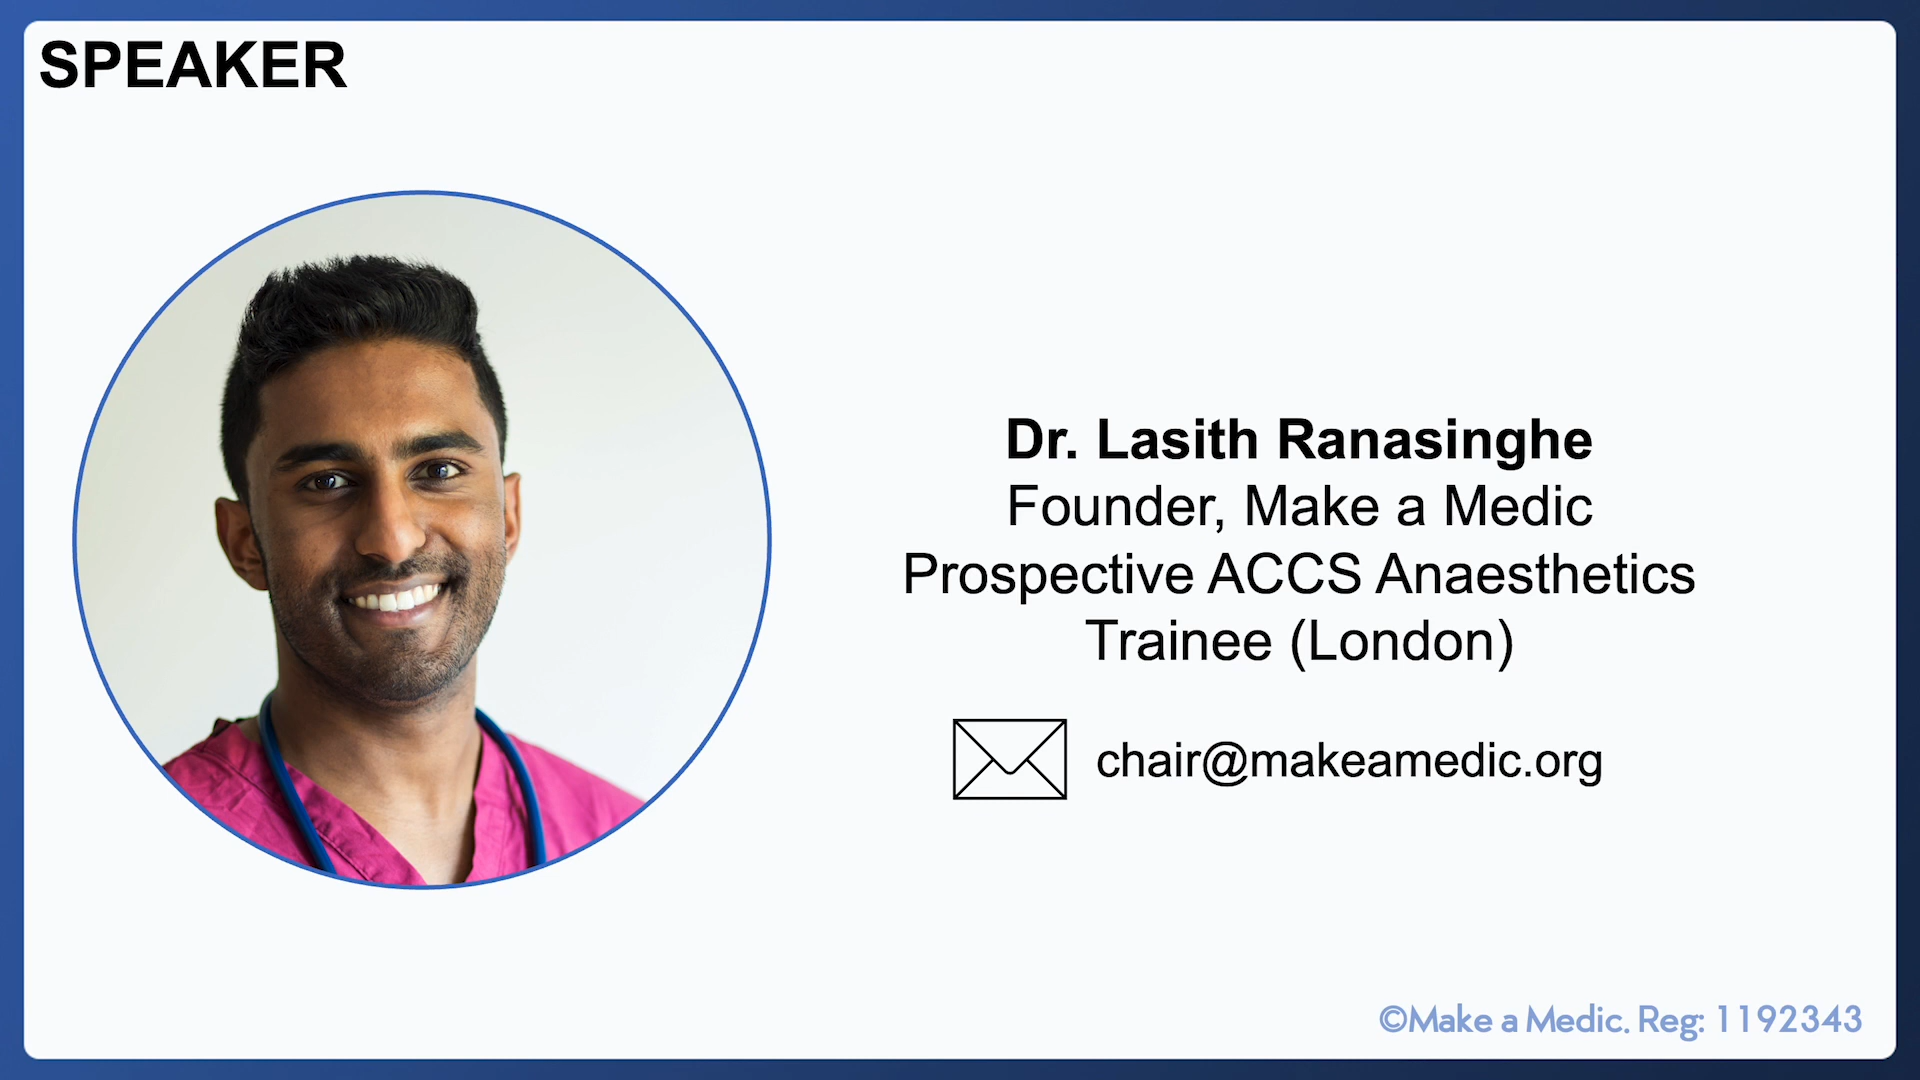 SPEAKER
Dr. Lasith Ranasinghe
Founder, Make a Medic
Prospective ACCS Anaesthetics
Trainee (London)
chair@makeamedic.org
©Make a Medic. Reg: 1192343